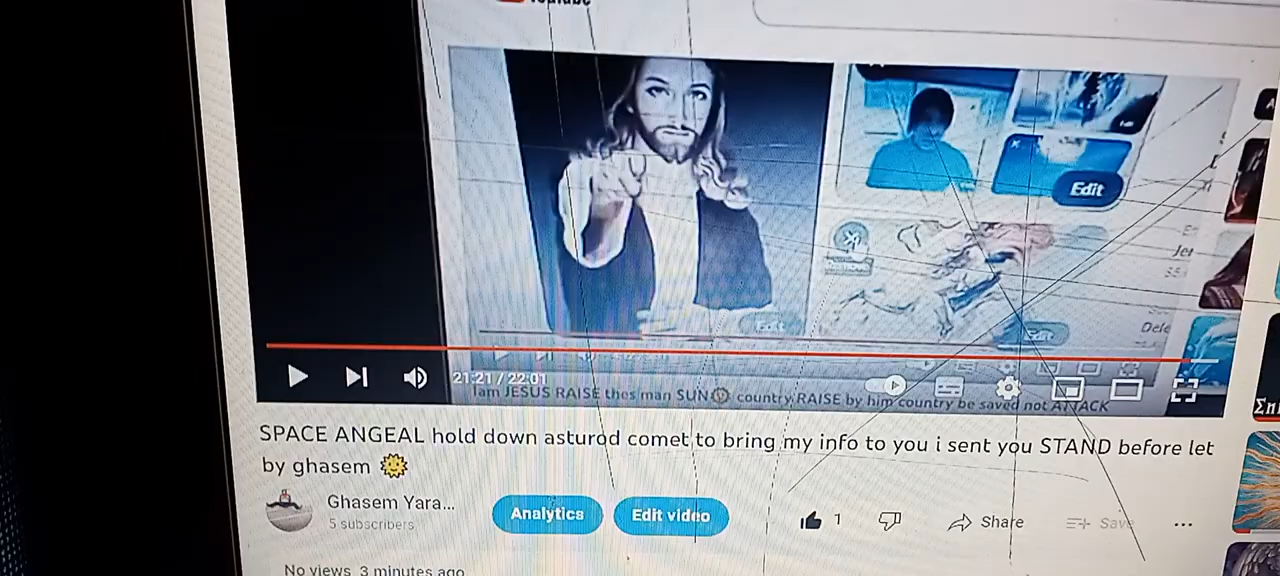 YouTube
Edit
Edit
Edit
21:21 / 22:01
Iam JESUS RAISE thes man SUN🌞 country RAISE by him country be saved not ATTACK
SPACE ANGEAL hold down asturod comet to bring my info to you i sent you STAND before let
by ghasem 🌞
Ghasem Yara...
5 subscribers
Analytics
Edit video
1
Share
Save
...
No views 3 minutes ago